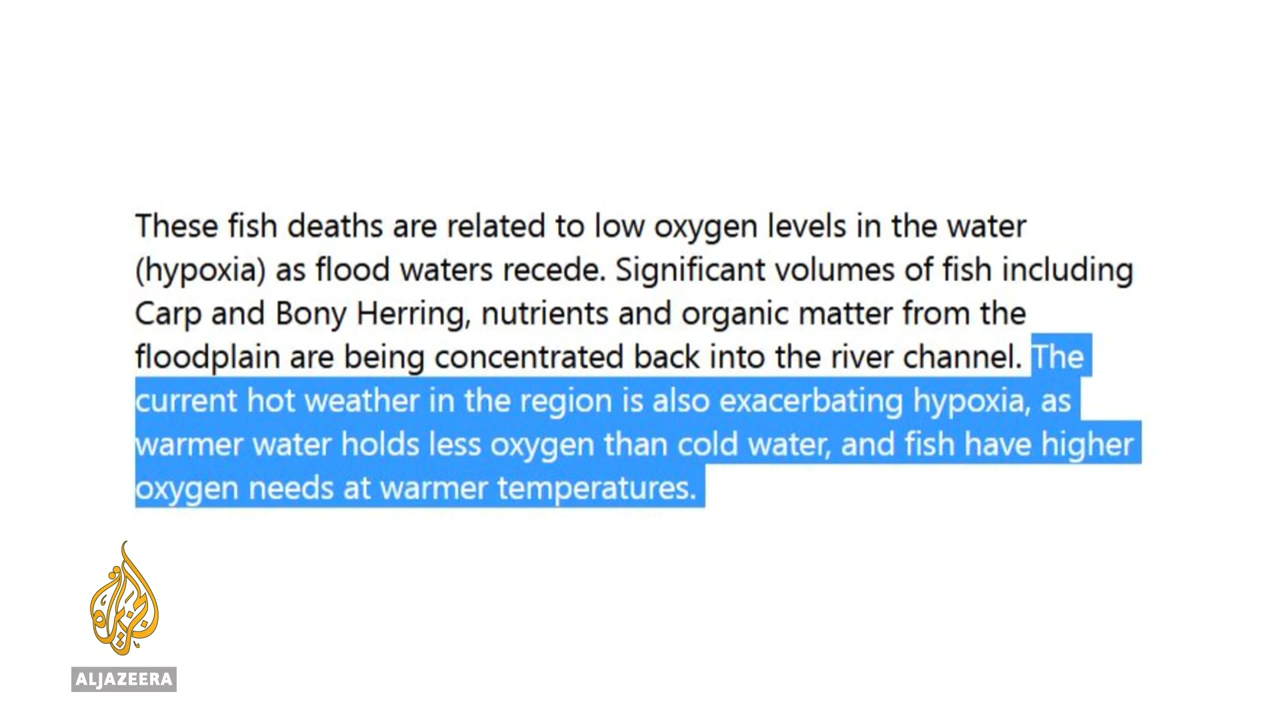 These fish deaths are related to low oxygen levels in the water
(hypoxia) as flood waters recede. Significant volumes of fish including
Carp and Bony Herring, nutrients and organic matter from the
floodplain are being concentrated back into the river channel. The
current hot weather in the region is also exacerbating hypoxia, as
warmer water holds less oxygen than cold water, and fish have higher
oxygen needs at warmer temperatures.
الجزيرة
ALJAZEERA